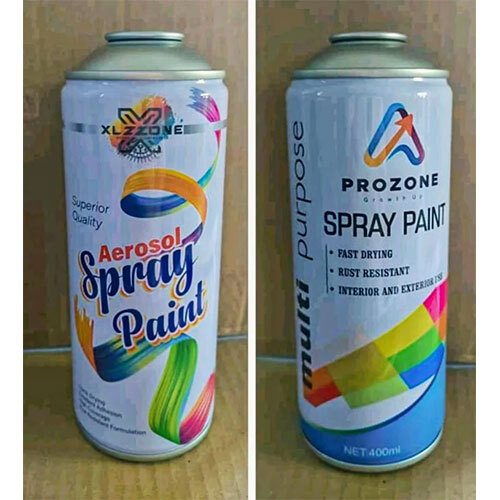 XLZZONE
Superior
Quality
Aerosol
Spray
Paint
multi purpose
PROZONE
Growth Up
SPRAY PAINT
• FAST DRYING
• RUST RESISTANT
• INTERIOR AND EXTERIOR USE
NET:400ml